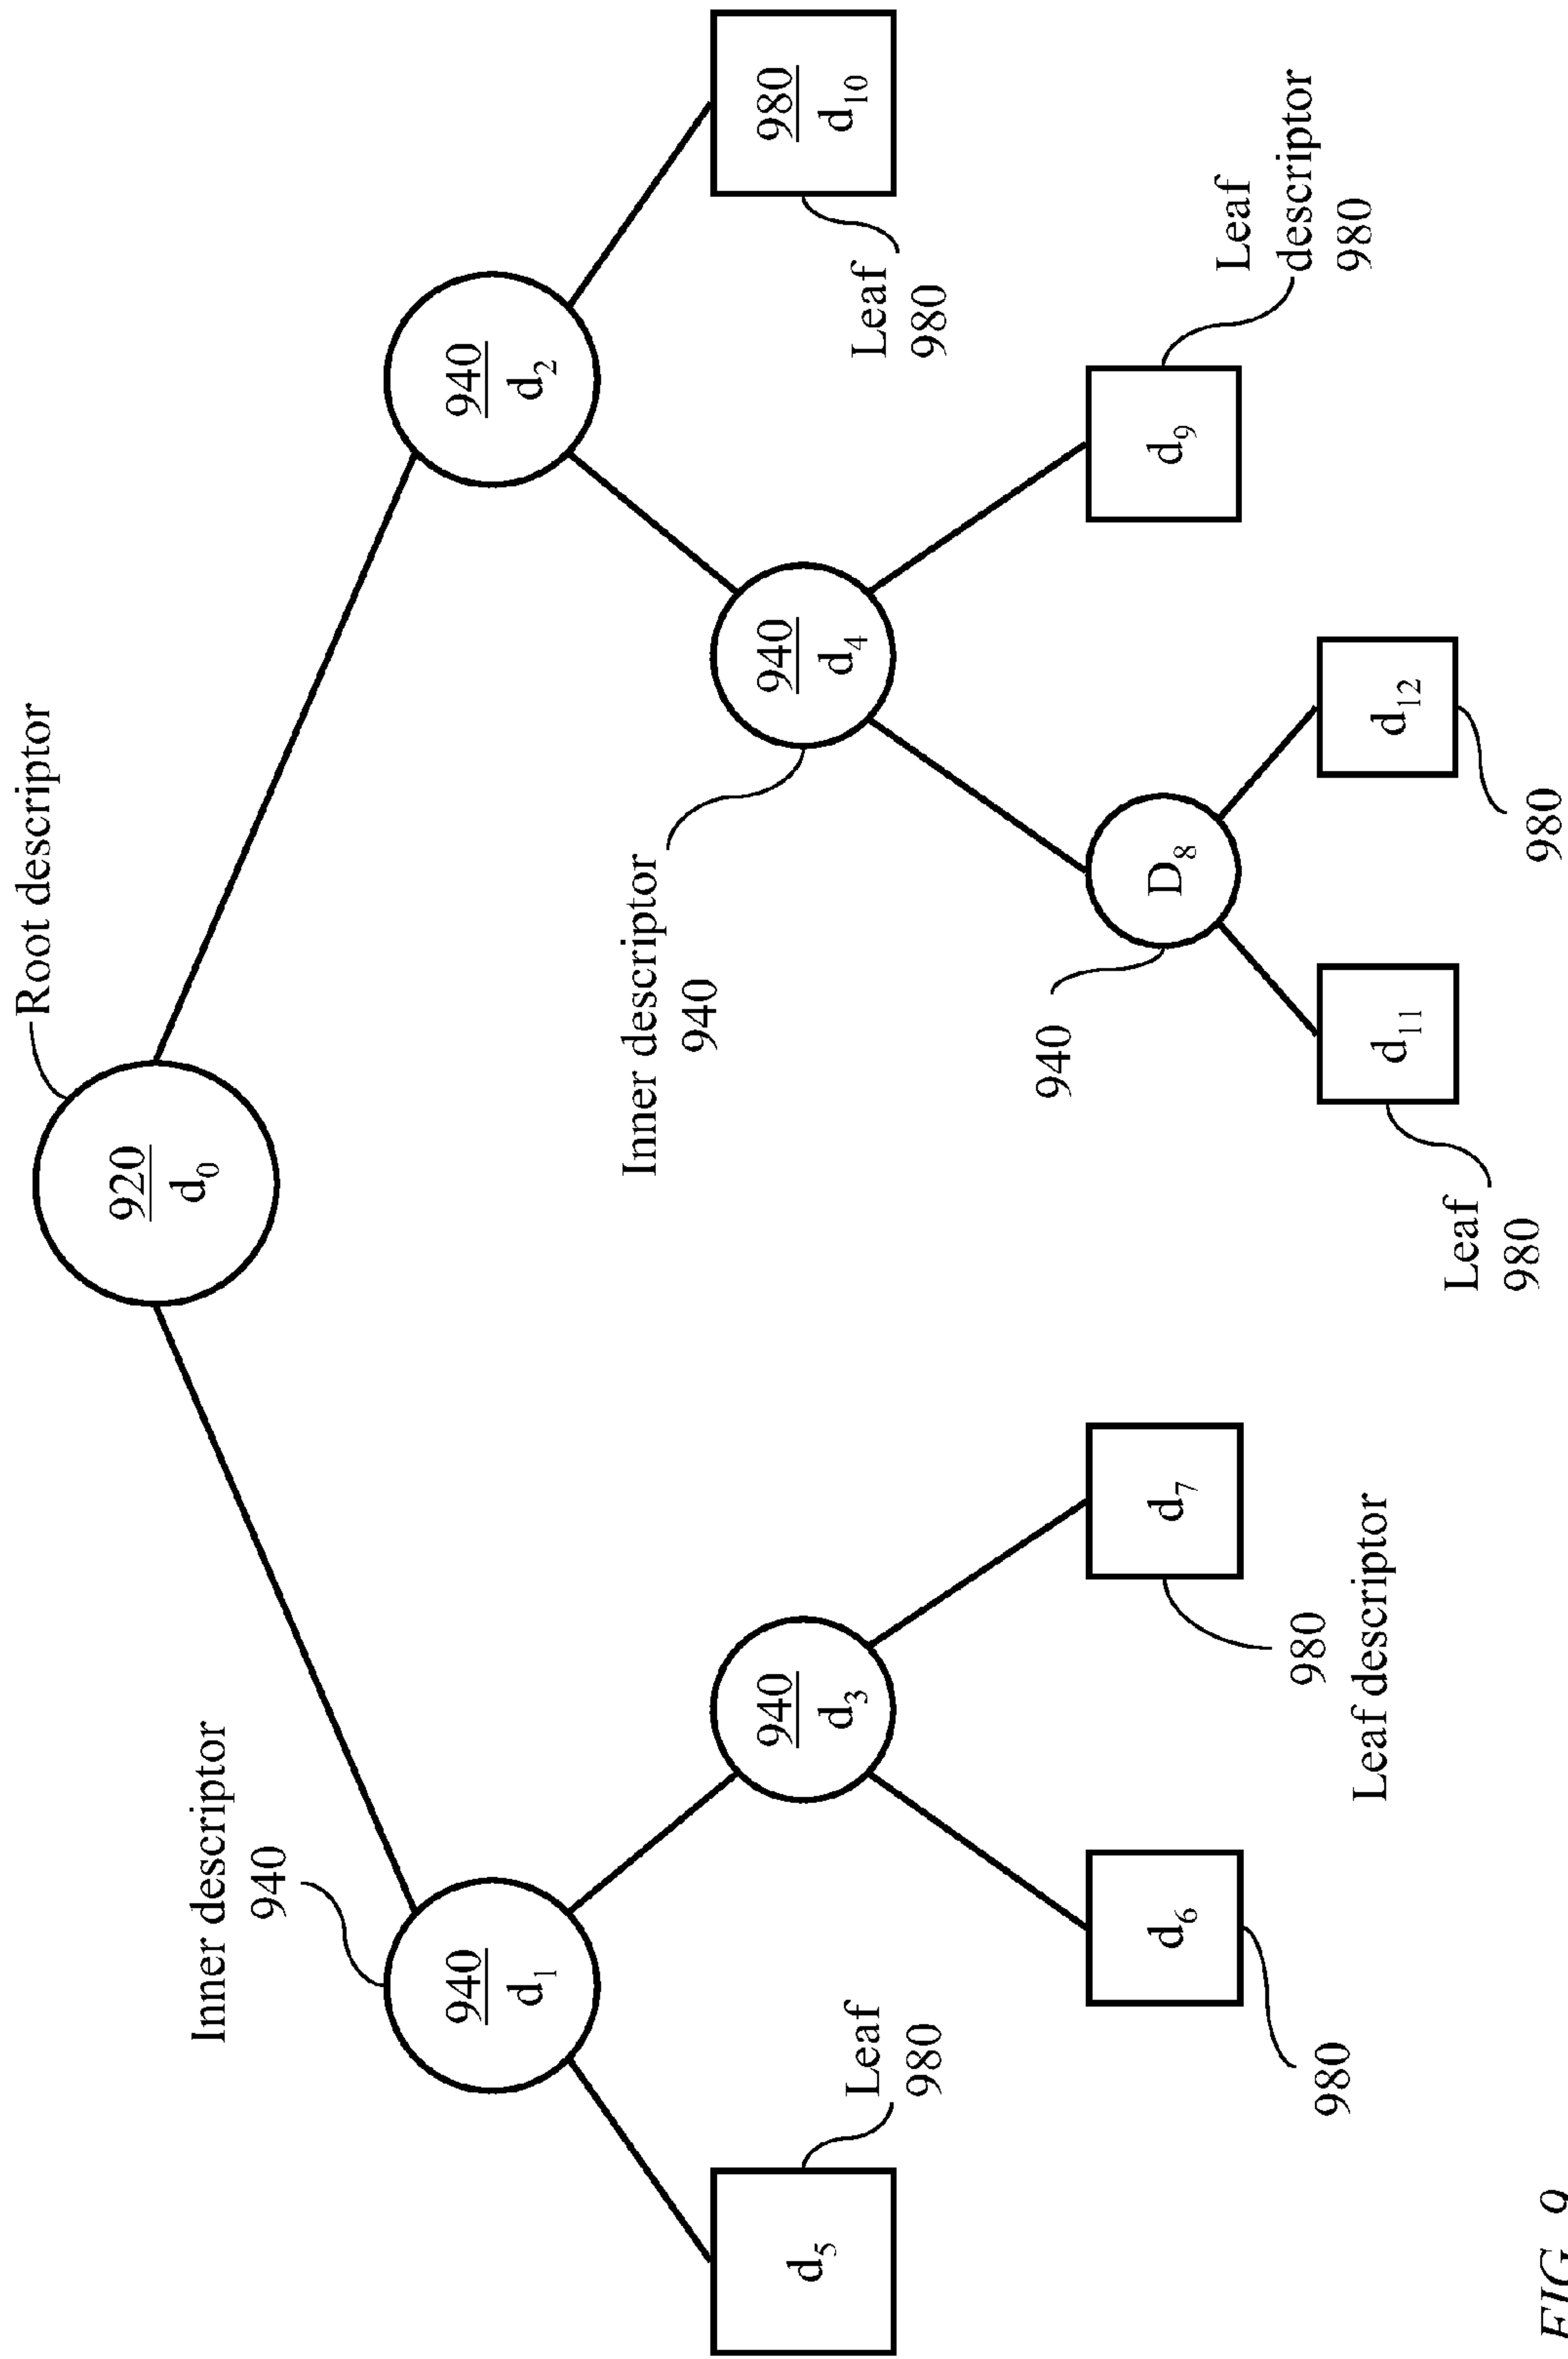 Root descriptor
920
d0
Inner descriptor
940
940
d1
940
d2
Leaf
980
d5
940
d3
Inner descriptor
940
940
d4
980
d10
Leaf
980
d6
980
d7
980
Leaf descriptor
940
D8
d9
Leaf
descriptor
980
d11
Leaf
980
d12
980